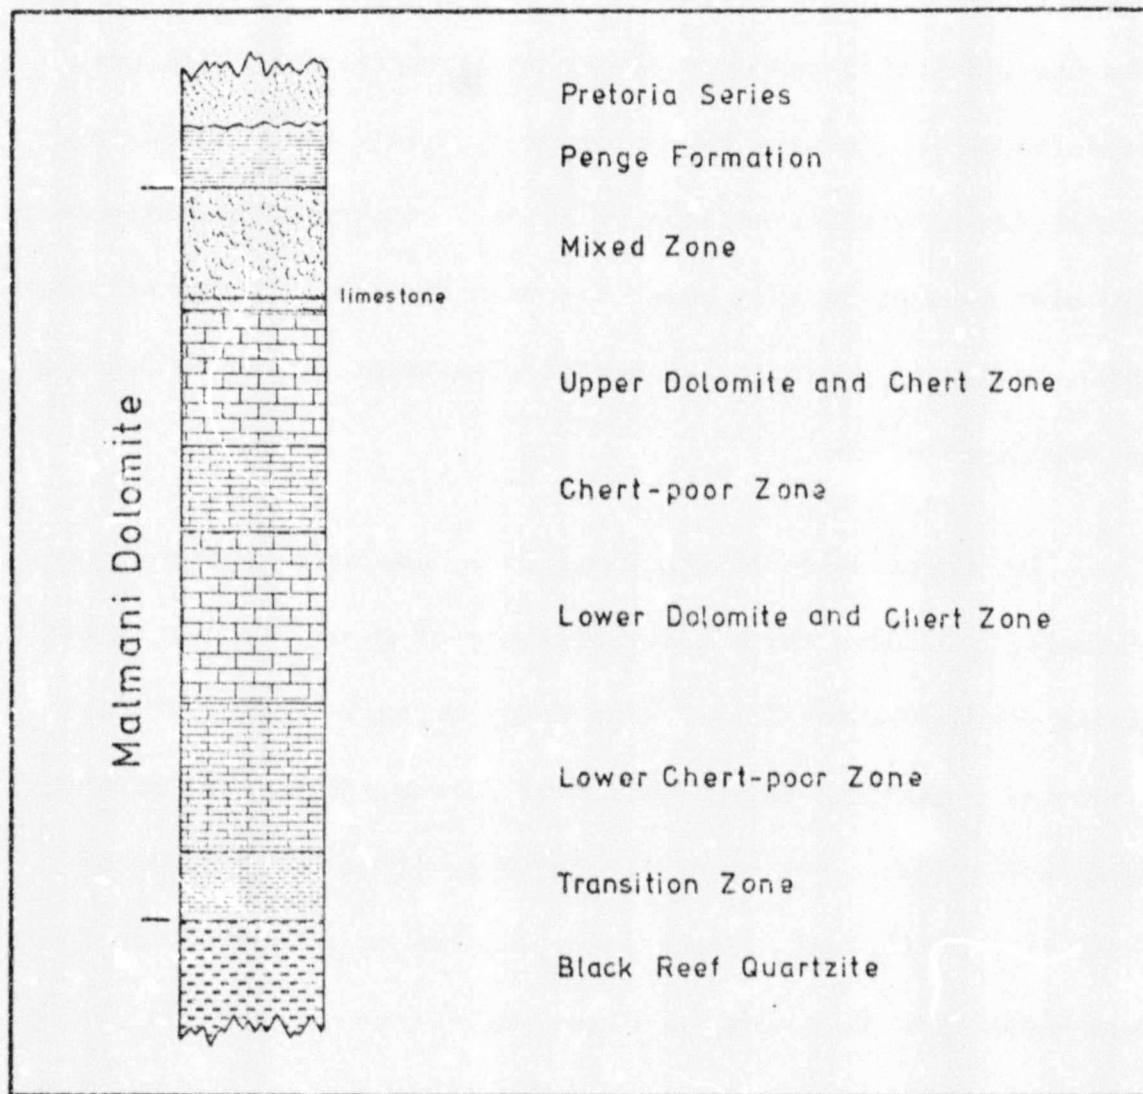 Pretoria Series
Penge Formation
Mixed Zone
limestone
Upper Dolomite and Chert Zone
Chert-poor Zone
Lower Dolomite and Chert Zone
Lower Chert-poor Zone
Transition Zone
Black Reef Quartzite
Malmani Dolomite